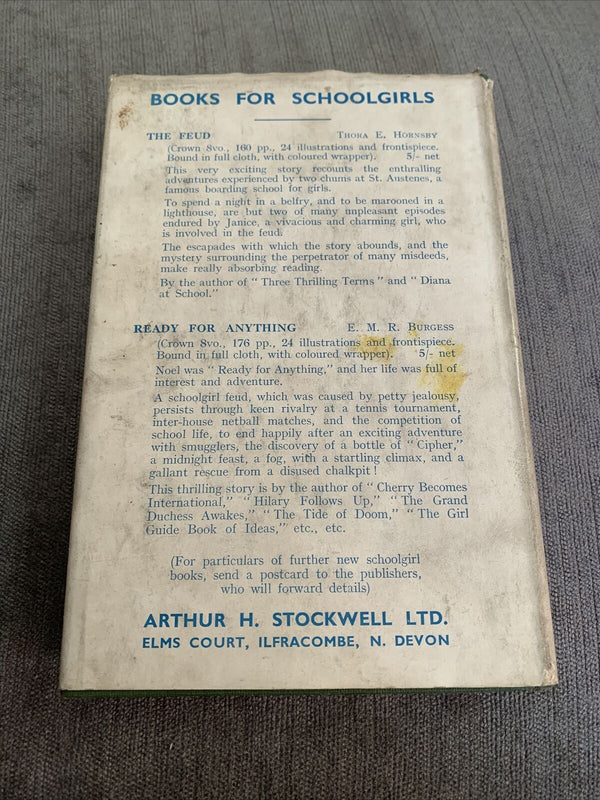 BOOKS FOR SCHOOLGIRLS
THE FEUD THORA E. HORNSBY
(Crown 8vo., 160 pp., 24 illustrations and frontispiece.
Bound in full cloth, with coloured wrapper). 5/- net
This very exciting story recounts the enthralling
adventures experienced by two chums at St. Austenes, a
famous boarding school for girls.
To spend a night in a belfry, and to be marooned in a
lighthouse, are but two of many unpleasant episodes
endured by Janice, a vivacious and charming girl, who
is involved in the feud.
The escapades with which the story abounds, and the
mystery surrounding the perpetrator of many misdeeds,
make really absorbing reading.
By the author of “Three Thrilling Terms” and “Diana
at School.”
READY FOR ANYTHING E. M. R. BURGESS
(Crown 8vo., 176 pp., 24 illustrations and frontispiece.
Bound in full cloth, with coloured wrapper). 5/- net
Noel was “Ready for Anything,” and her life was full of
interest and adventure.
A schoolgirl feud, which was caused by petty jealousy,
persists through keen rivalry at a tennis tournament,
inter-house netball matches, and the competition of
school life, to end happily after an exciting adventure
with smugglers, the discovery of a bottle of “Cipher,”
a midnight feast, a fog, with a startling climax, and a
gallant rescue from a disused chalkpit!
This thrilling story is by the author of “Cherry Becomes
International,” “Hilary Follows Up,” “The Grand
Duchess Awakes,” “The Tide of Doom,” “The Girl
Guide Book of Ideas,” etc., etc.
(For particulars of further new schoolgirl
books, send a postcard to the publishers,
who will forward details)
ARTHUR H. STOCKWELL LTD.
ELMS COURT, ILFRACOMBE, N. DEVON